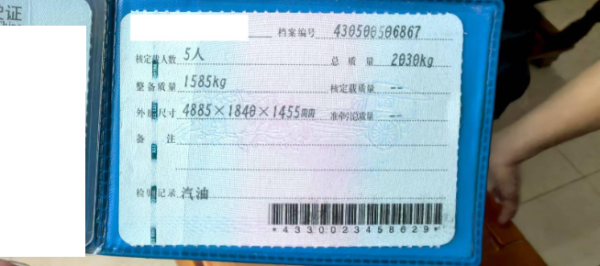 证
档案编号 430500506867
核定载人数 5人 总质量 2030kg
整备质量 1585kg 核定载质量 --
外廓尺寸 4885×1840×1455mm 准牵引总质量 --
备注
检验记录 汽油
*4330023458629*